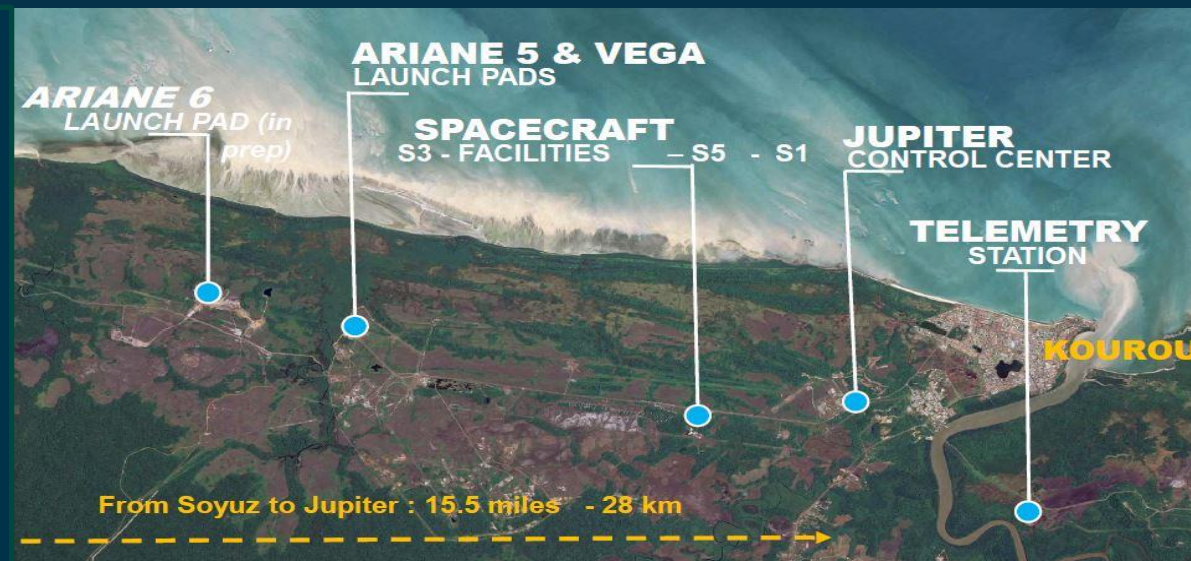 ARIANE 5 & VEGA
LAUNCH PADS
ARIANE 6
LAUNCH PAD (in
prep)
SPACECRAFT
S3 - FACILITIES – S5 - S1
JUPITER
CONTROL CENTER
TELEMETRY
STATION
KOUROU
From Soyuz to Jupiter : 15.5 miles - 28 km